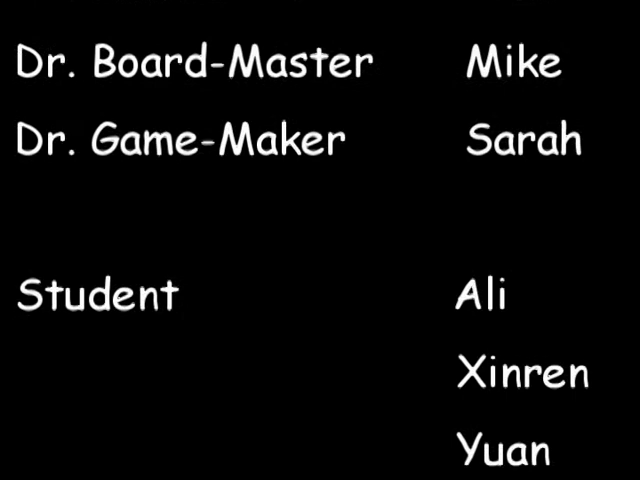 Dr. Board-Master Mike
Dr. Game-Maker Sarah
Student Ali
Xinren
Yuan